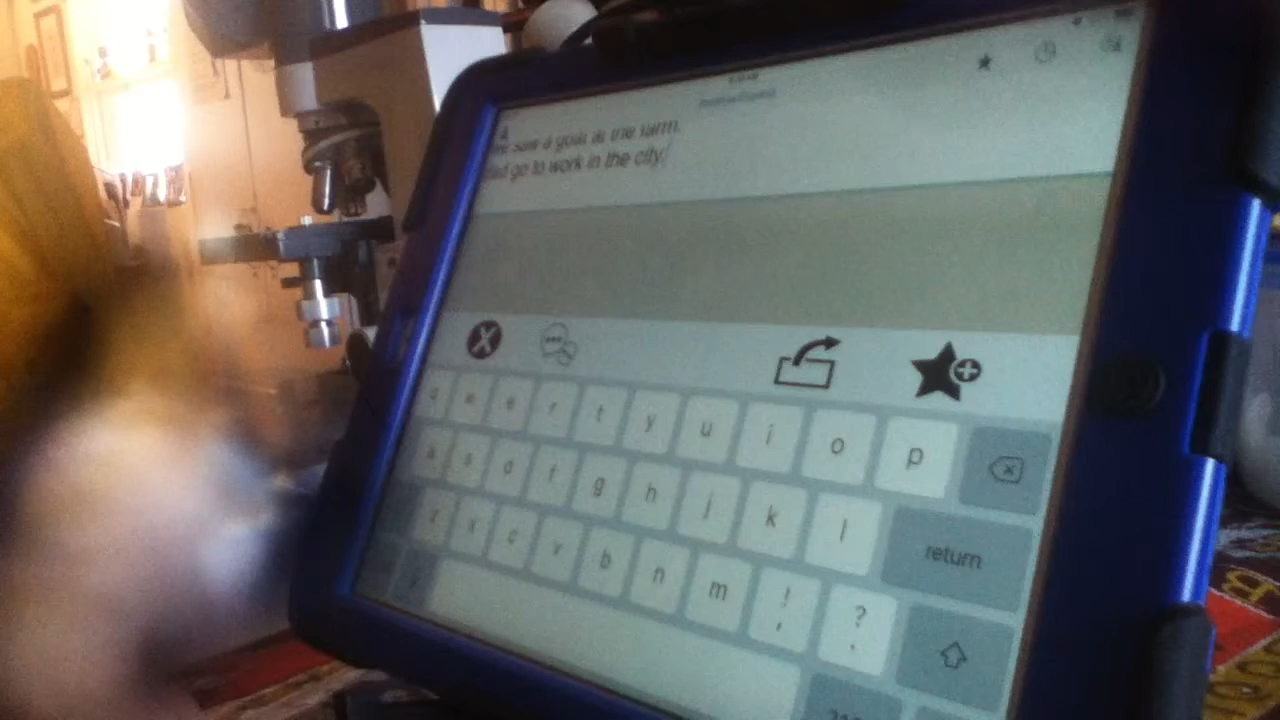 saw a goat at the farm.
go to work in the city.
q w e r t y u i o p
a s d f g h j k l return
z x c v b n m ! , ? .